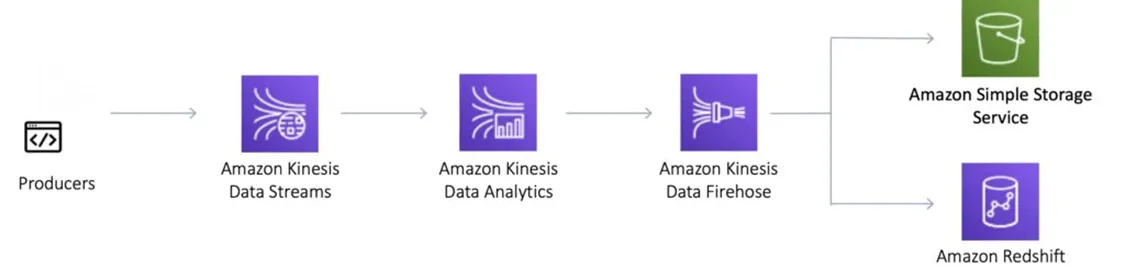 Producers
Amazon Kinesis
Data Streams
Amazon Kinesis
Data Analytics
Amazon Kinesis
Data Firehose
Amazon Simple Storage
Service
Amazon Redshift